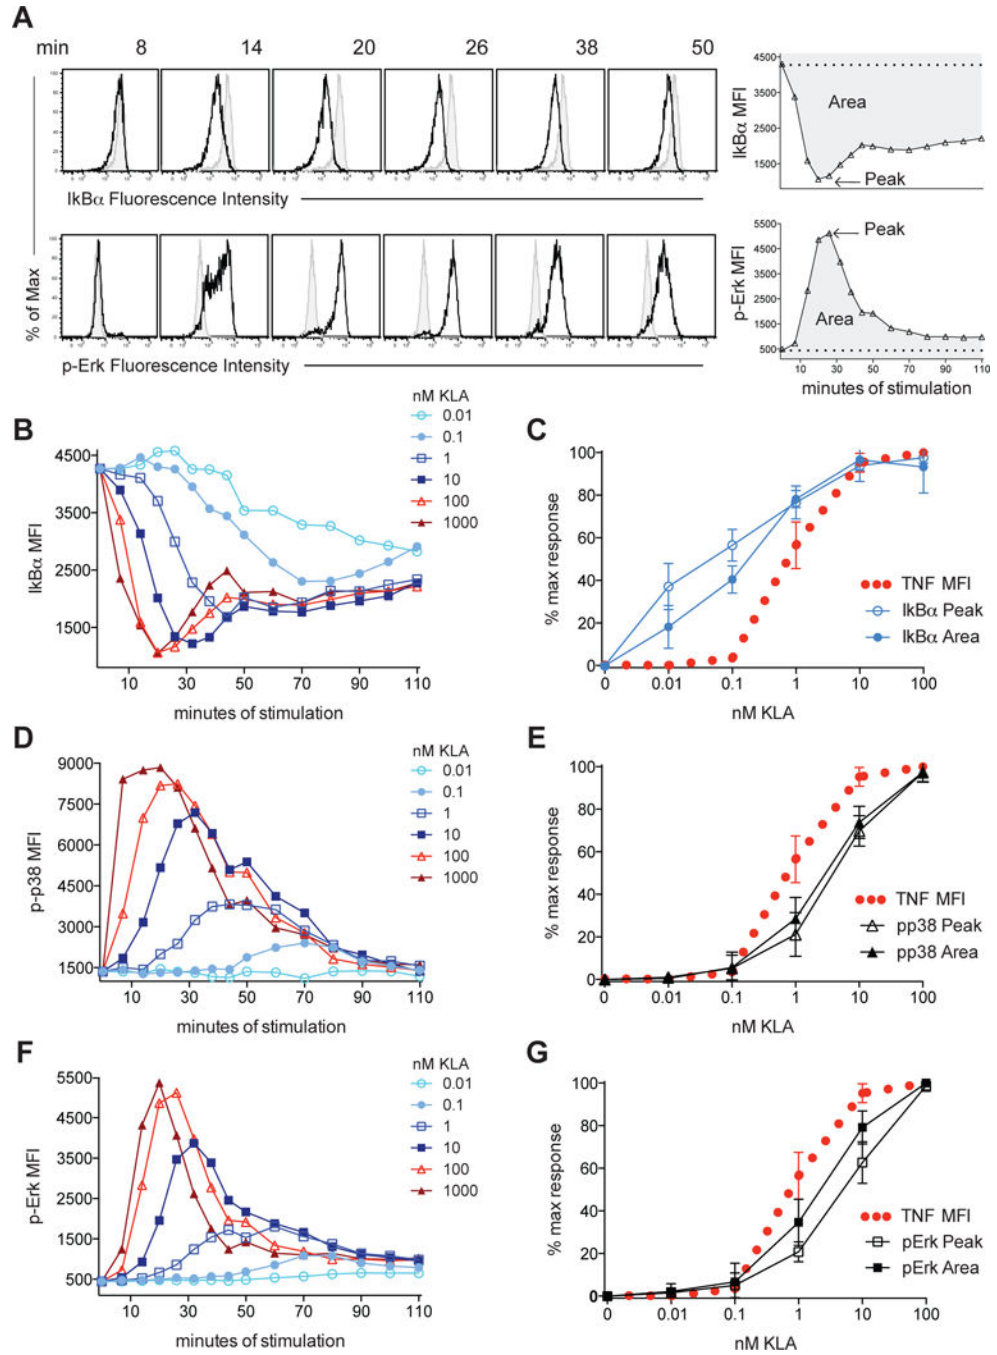 A
min 8 14 20 26 38 50
% of Max
IkBα Fluorescence Intensity
p-Erk Fluorescence Intensity
IkBα MFI
4500
3500
2500
1500
Area
Peak
p-Erk MFI
5500
4500
3500
2500
1500
500
Peak
Area
10 30 50 70 90 110
minutes of stimulation
B
nM KLA
0.01
0.1
1
10
100
1000
IkBα MFI
4500
3500
2500
1500
10 30 50 70 90 110
minutes of stimulation
C
% max response
100
80
60
40
20
0
0 0.01 0.1 1 10 100
nM KLA
TNF MFI
IkBα Peak
IkBα Area
D
nM KLA
0.01
0.1
1
10
100
1000
p-p38 MFI
9000
7500
6000
4500
3000
1500
10 30 50 70 90 110
minutes of stimulation
E
% max response
100
80
60
40
20
0
0 0.01 0.1 1 10 100
nM KLA
TNF MFI
pp38 Peak
pp38 Area
F
nM KLA
0.01
0.1
1
10
100
1000
p-Erk MFI
5500
4500
3500
2500
1500
500
10 30 50 70 90 110
minutes of stimulation
G
% max response
100
80
60
40
20
0
0 0.01 0.1 1 10 100
nM KLA
TNF MFI
pErk Peak
pErk Area